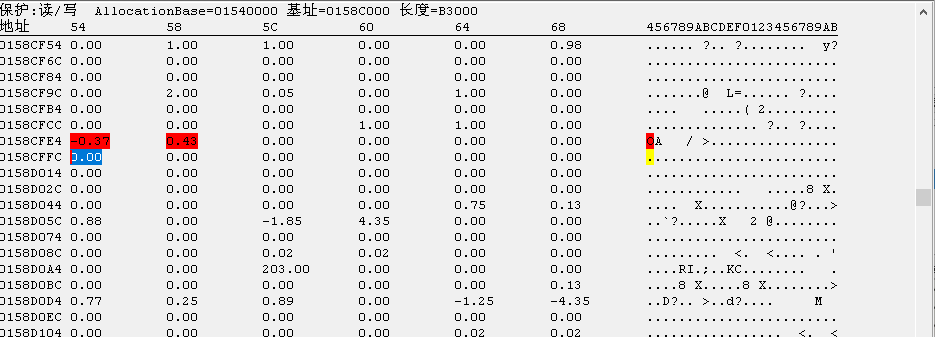 保护:读/写 AllocationBase=01540000 基址=0158C000 长度=B3000
地址 54 58 5C 60 64 68 456789ABCDEF0123456789AB
0158CF54 0.00 1.00 1.00 0.00 0.00 0.98 ...... ?.. ?........ y?
0158CF6C 0.00 0.00 0.00 0.00 0.00 0.00 ........................
0158CF84 0.00 0.00 0.00 0.00 0.00 0.00 ........................
0158CF9C 0.00 2.00 0.05 0.00 1.00 0.00 .......@ L=...... ?....
0158CFB4 0.00 0.00 0.00 0.00 0.00 0.00 .... .....( 2........
0158CFCC 0.00 0.00 0.00 1.00 1.00 0.00 .............. ?.. ?....
0158CFE4 -0.37 0.43 0.00 0.00 0.00 0.00 QA / >................
0158CFFC 0.00 0.00 0.00 0.00 0.00 0.00 ........................
0158D014 0.00 0.00 0.00 0.00 0.00 0.00 ........................
0158D02C 0.00 0.00 0.00 0.00 0.00 0.00 ............ .....8 X.
0158D044 0.00 0.00 0.00 0.00 0.75 0.13 .... X.........@?...>
0158D05C 0.88 0.00 -1.85 4.35 0.00 0.00 ..`?.....X 2 @........
0158D074 0.00 0.00 0.00 0.00 0.00 0.00 ........................
0158D08C 0.00 0.00 0.02 0.02 0.00 0.00 ........ <. <..... . '
0158D0A4 0.00 0.00 203.00 0.00 0.00 0.00 ....RI.;..KC........ .
0158D0BC 0.00 0.00 0.00 0.00 0.00 0.13 ....8 X.....8 X.......>
0158D0D4 0.77 0.25 0.89 0.00 -1.25 -4.35 ..D?.. >..d?.... M
0158D0EC 0.00 0.00 0.00 0.00 0.00 0.00 ........................
0158D104 0.00 0.00 0.00 0.00 0.02 0.02 ................ <. <